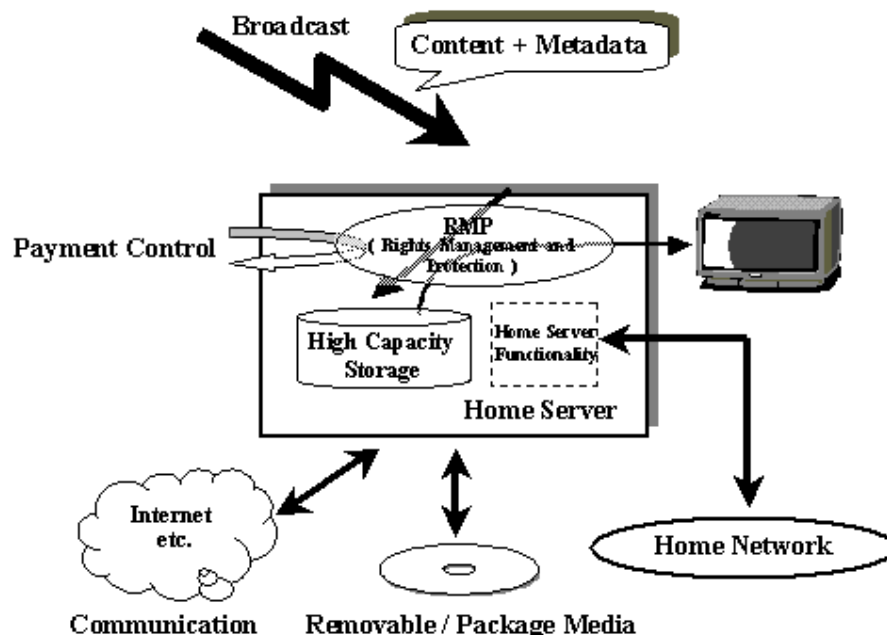 Broadcast
Content + Metadata
RMP
( Rights Management and
Protection )
Payment Control
High Capacity
Storage
Home Server
Functionality
Home Server
Internet
etc.
Home Network
Communication
Removable / Package Media